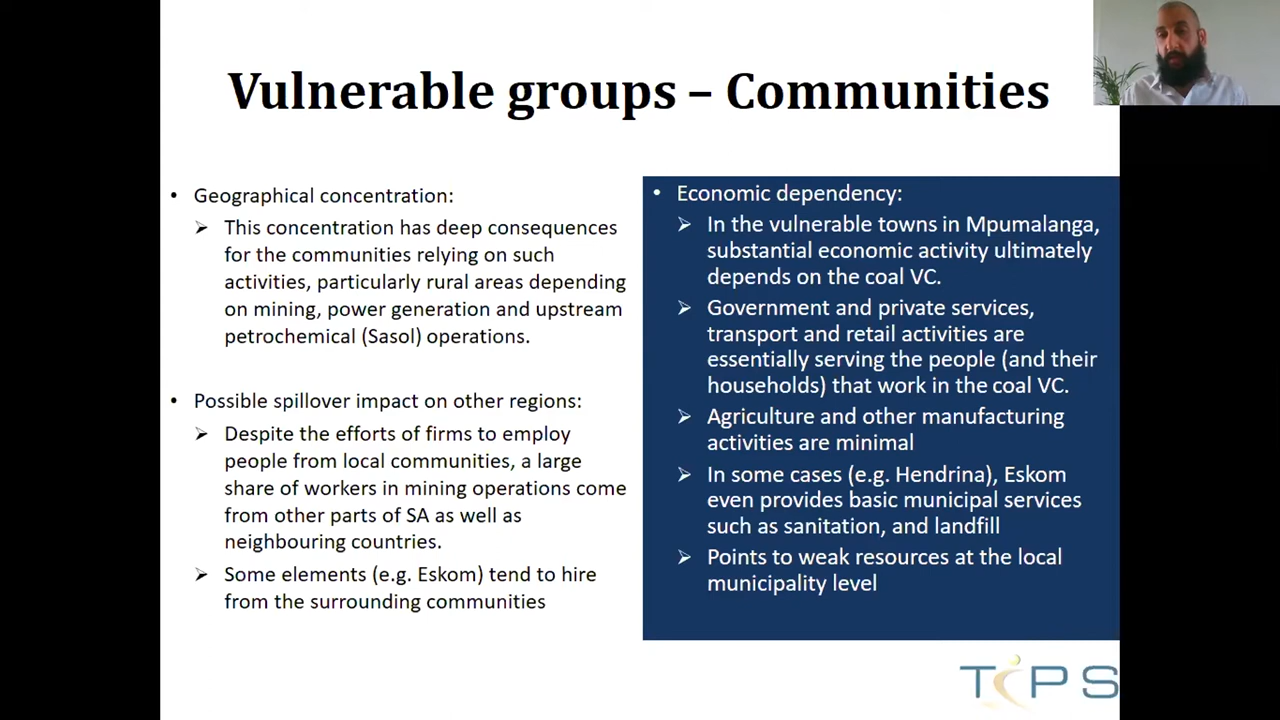 Vulnerable groups – Communities
• Geographical concentration:
➢ This concentration has deep consequences
for the communities relying on such
activities, particularly rural areas depending
on mining, power generation and upstream
petrochemical (Sasol) operations.
• Possible spillover impact on other regions:
➢ Despite the efforts of firms to employ
people from local communities, a large
share of workers in mining operations come
from other parts of SA as well as
neighbouring countries.
➢ Some elements (e.g. Eskom) tend to hire
from the surrounding communities
• Economic dependency:
➢ In the vulnerable towns in Mpumalanga,
substantial economic activity ultimately
depends on the coal VC.
➢ Government and private services,
transport and retail activities are
essentially serving the people (and their
households) that work in the coal VC.
➢ Agriculture and other manufacturing
activities are minimal
➢ In some cases (e.g. Hendrina), Eskom
even provides basic municipal services
such as sanitation, and landfill
➢ Points to weak resources at the local
municipality level
TIPS